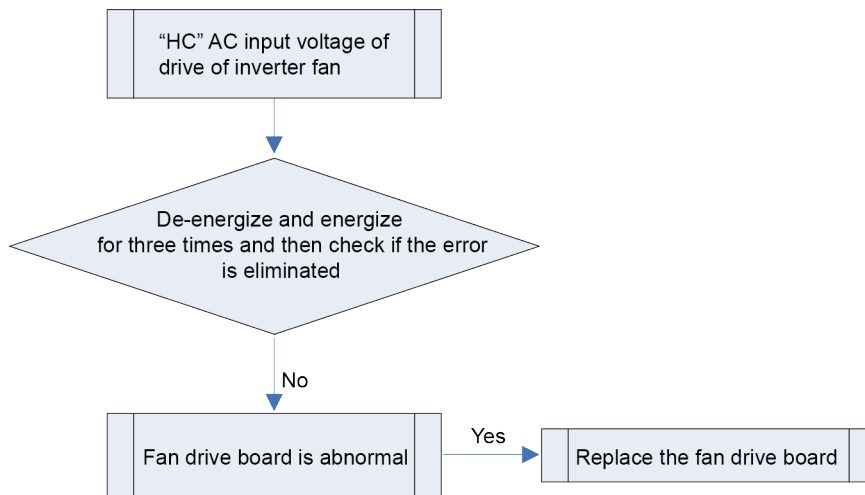 “HC” AC input voltage of
drive of inverter fan
De-energize and energize
for three times and then check if the error
is eliminated
No
Fan drive board is abnormal
Yes
Replace the fan drive board